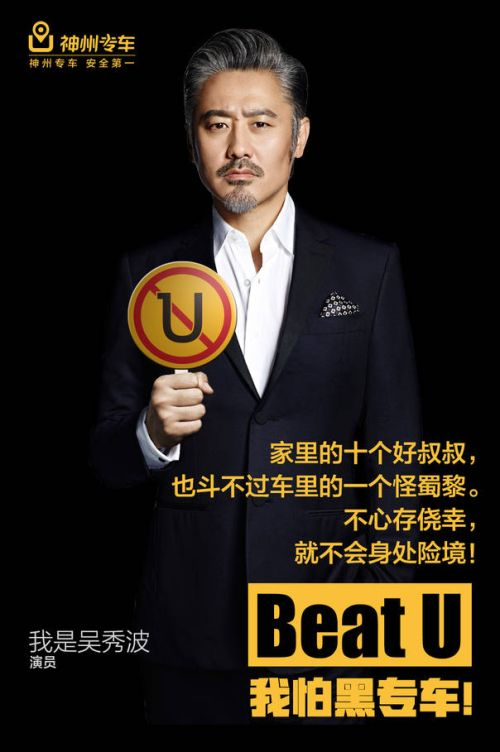 神州专车
神州专车 安全第一
U
家里的十个好叔叔，
也斗不过车里的一个怪蜀黎。
不心存侥幸，
就不会身处险境！
Beat U
我怕黑专车！
我是吴秀波
演员